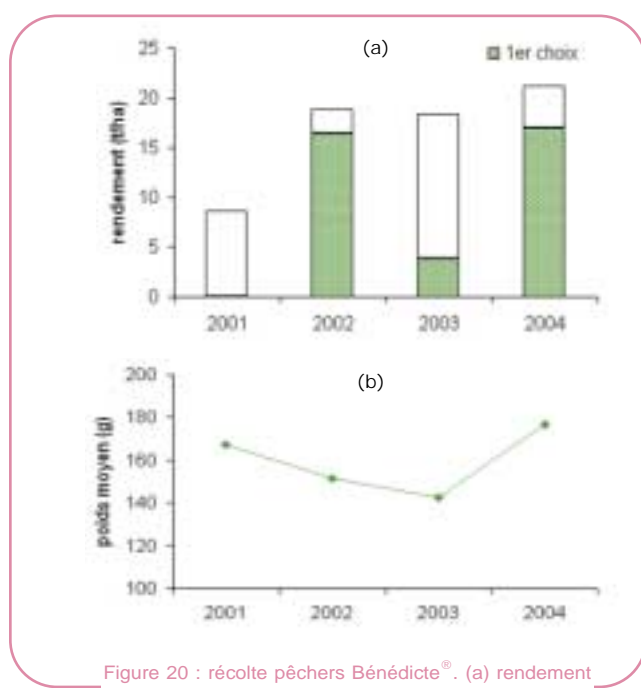 (a)
1er choix
rendement (t/ha)
25
20
15
10
5
0
2001 2002 2003 2004
(b)
poids moyen (g)
200
180
160
140
120
100
2001 2002 2003 2004
Figure 20 : récolte pêchers Bénédicte®. (a) rendement